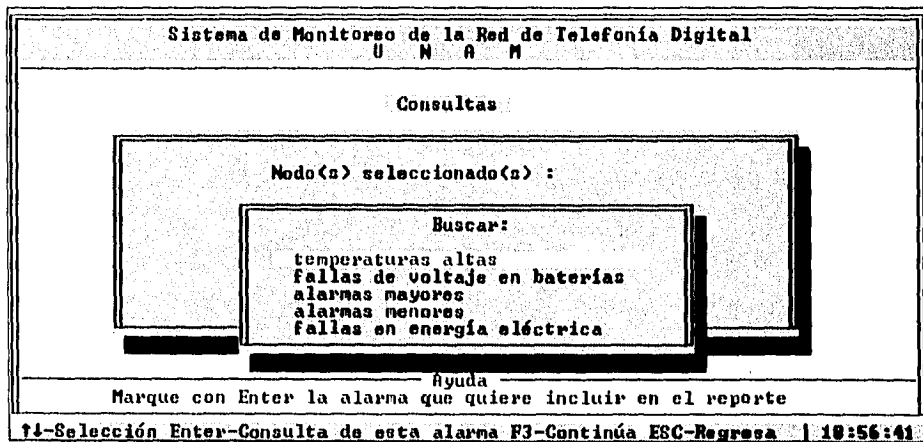 Sistema de Monitoreo de la Red de Telefonía Digital
U N A M
Consultas
Nodo(s) seleccionado(s) :
Buscar:
temperaturas altas
fallas de voltaje en baterías
alarmas mayores
alarmas menores
fallas en energía eléctrica
Ayuda
Marque con Enter la alarma que quiere incluir en el reporte
↑↓-Selección Enter-Consulta de esta alarma F3-Continúa ESC-Regresa | 18:56:41